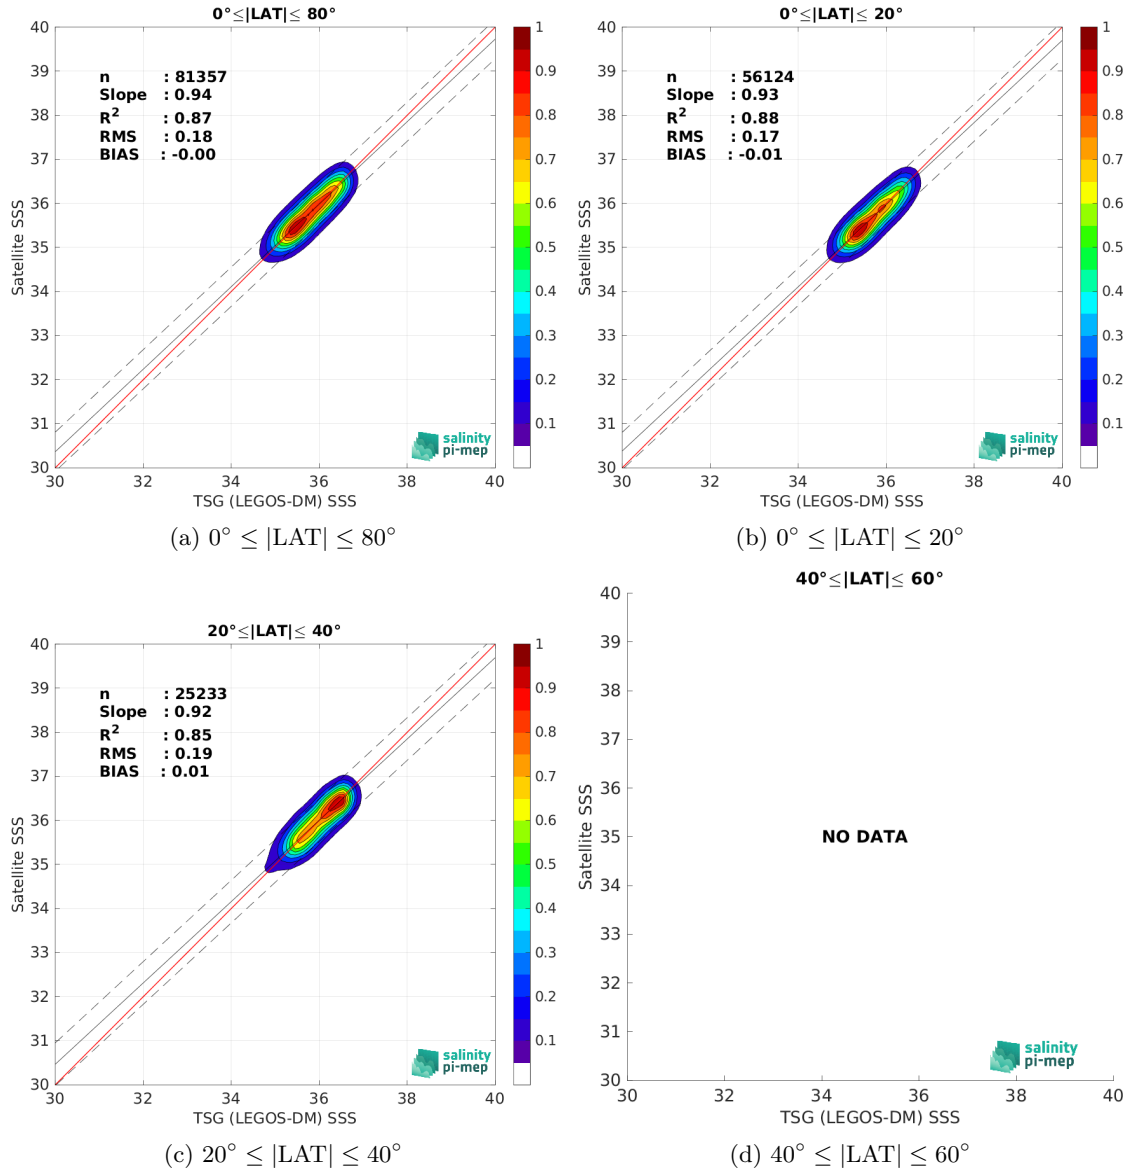 0°≤|LAT|≤ 80°
40
39
38
37
36
35
34
33
32
31
30
n : 81357
Slope : 0.94
R² : 0.87
RMS : 0.18
BIAS : -0.00
Satellite SSS
salinity
pi-mep
30 32 34 36 38 40
TSG (LEGOS-DM) SSS
1
0.9
0.8
0.7
0.6
0.5
0.4
0.3
0.2
0.1
(a) 0° ≤ |LAT| ≤ 80°
0°≤|LAT|≤ 20°
40
39
38
37
36
35
34
33
32
31
30
n : 56124
Slope : 0.93
R² : 0.88
RMS : 0.17
BIAS : -0.01
Satellite SSS
salinity
pi-mep
30 32 34 36 38 40
TSG (LEGOS-DM) SSS
1
0.9
0.8
0.7
0.6
0.5
0.4
0.3
0.2
0.1
(b) 0° ≤ |LAT| ≤ 20°
20°≤|LAT|≤ 40°
40
39
38
37
36
35
34
33
32
31
30
n : 25233
Slope : 0.92
R² : 0.85
RMS : 0.19
BIAS : 0.01
Satellite SSS
salinity
pi-mep
30 32 34 36 38 40
TSG (LEGOS-DM) SSS
1
0.9
0.8
0.7
0.6
0.5
0.4
0.3
0.2
0.1
(c) 20° ≤ |LAT| ≤ 40°
40°≤|LAT|≤ 60°
40
39
38
37
36
35
34
33
32
31
30
Satellite SSS
NO DATA
salinity
pi-mep
30 32 34 36 38 40
TSG (LEGOS-DM) SSS
(d) 40° ≤ |LAT| ≤ 60°